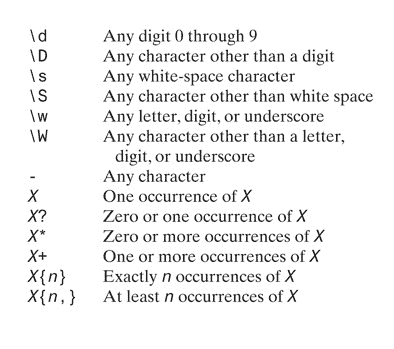 \d Any digit 0 through 9
\D Any character other than a digit
\s Any white-space character
\S Any character other than white space
\w Any letter, digit, or underscore
\W Any character other than a letter,
digit, or underscore
- Any character
X One occurrence of X
X? Zero or one occurrence of X
X* Zero or more occurrences of X
X+ One or more occurrences of X
X{n} Exactly n occurrences of X
X{n,} At least n occurrences of X